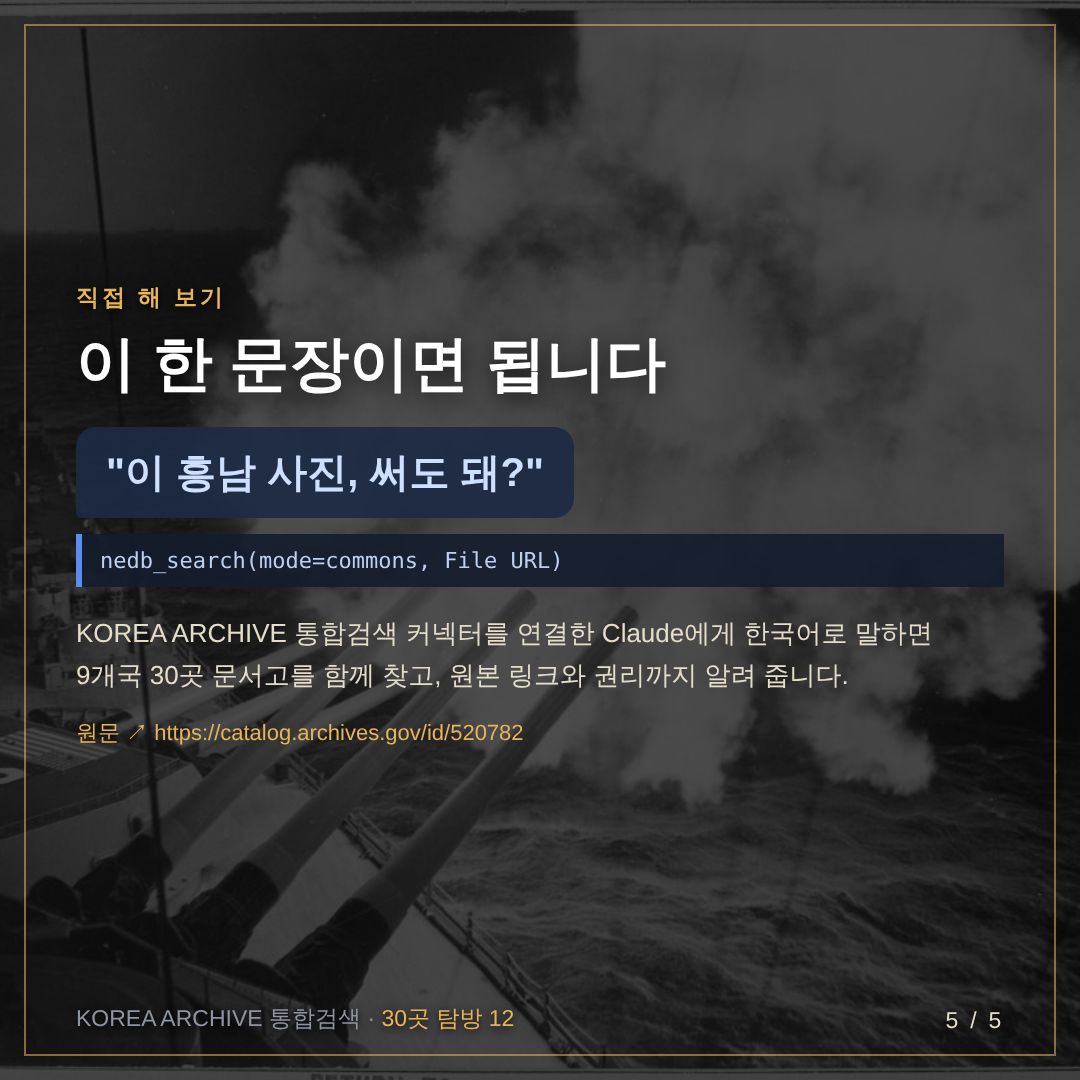 직접 해 보기
이 한 문장이면 됩니다
"이 흥남 사진, 써도 돼?"
nedb_search(mode=commons, File URL)
KOREA ARCHIVE 통합검색 커넥터를 연결한 Claude에게 한국어로 말하면
9개국 30곳 문서고를 함께 찾고, 원본 링크와 권리까지 알려 줍니다.
원문 ↗ https://catalog.archives.gov/id/520782
KOREA ARCHIVE 통합검색 · 30곳 탐방 12
5 / 5